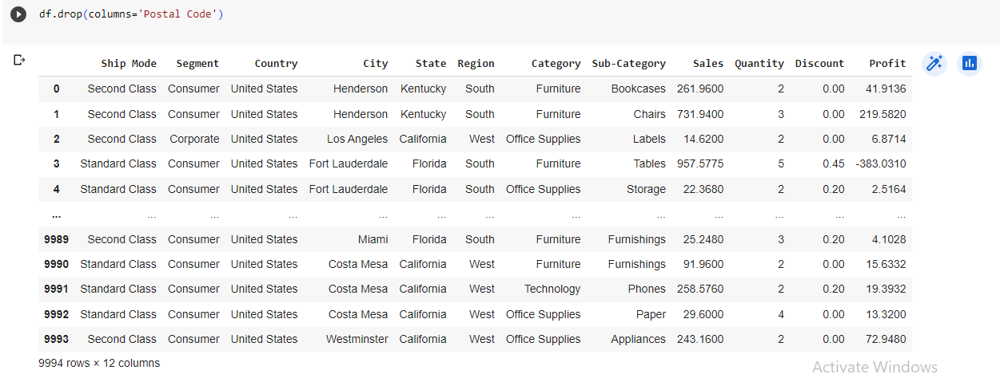 df.drop(columns='Postal Code')
Ship Mode Segment Country City State Region Category Sub-Category Sales Quantity Discount Profit
0 Second Class Consumer United States Henderson Kentucky South Furniture Bookcases 261.9600 2 0.00 41.9136
1 Second Class Consumer United States Henderson Kentucky South Furniture Chairs 731.9400 3 0.00 219.5820
2 Second Class Corporate United States Los Angeles California West Office Supplies Labels 14.6200 2 0.00 6.8714
3 Standard Class Consumer United States Fort Lauderdale Florida South Furniture Tables 957.5775 5 0.45 -383.0310
4 Standard Class Consumer United States Fort Lauderdale Florida South Office Supplies Storage 22.3680 2 0.20 2.5164
... ... ... ... ... ... ... ... ... ... ... ... ...
9989 Second Class Consumer United States Miami Florida South Furniture Furnishings 25.2480 3 0.20 4.1028
9990 Standard Class Consumer United States Costa Mesa California West Furniture Furnishings 91.9600 2 0.00 15.6332
9991 Standard Class Consumer United States Costa Mesa California West Technology Phones 258.5760 2 0.20 19.3932
9992 Standard Class Consumer United States Costa Mesa California West Office Supplies Paper 29.6000 4 0.00 13.3200
9993 Second Class Consumer United States Westminster California West Office Supplies Appliances 243.1600 2 0.00 72.9480
9994 rows × 12 columns
Activate Windows